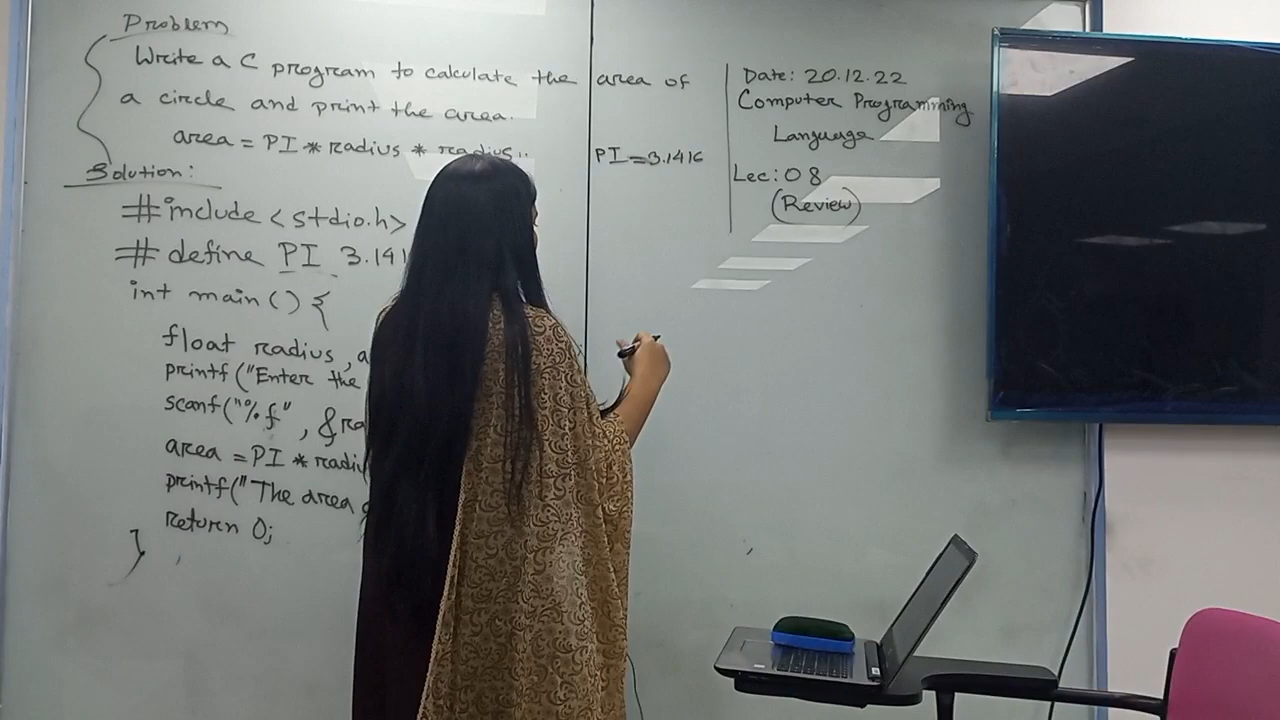 Problem
Write a C program to calculate the area of
a circle and print the area.
area = PI * radius * radius.. PI = 3.1416
Solution:
#include <stdio.h>
#define PI 3.141
int main() {
float radius, a
printf("Enter the
scanf("%f", &ra
area = PI * radiu
printf("The area
return 0;
}
Date: 20.12.22
Computer Programming
Language
Lec: 08
(Review)